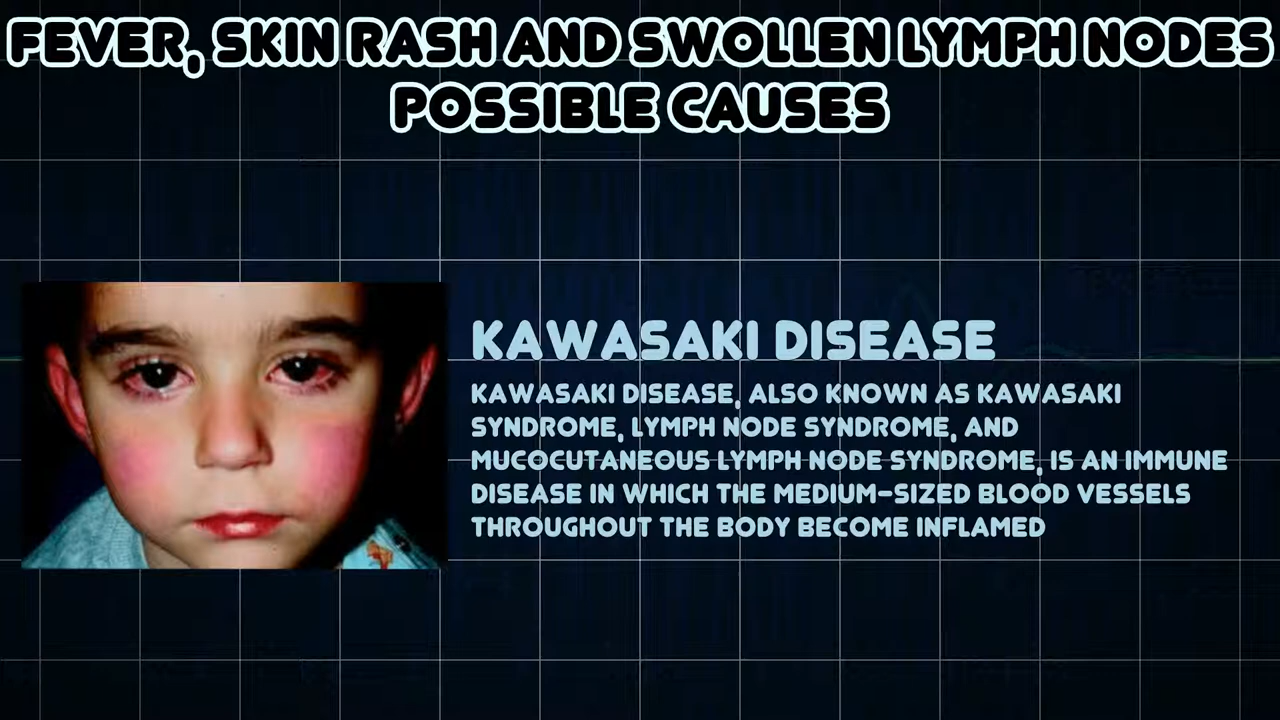 FEVER, SKIN RASH AND SWOLLEN LYMPH NODES
POSSIBLE CAUSES
KAWASAKI DISEASE
KAWASAKI DISEASE, ALSO KNOWN AS KAWASAKI
SYNDROME, LYMPH NODE SYNDROME, AND
MUCOCUTANEOUS LYMPH NODE SYNDROME, IS AN IMMUNE
DISEASE IN WHICH THE MEDIUM-SIZED BLOOD VESSELS
THROUGHOUT THE BODY BECOME INFLAMED